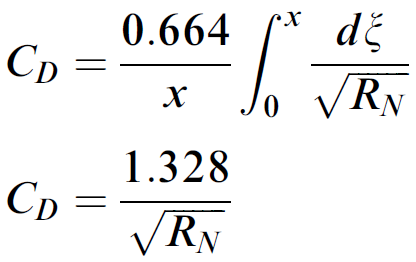 C_D = \frac{0.664}{x} \int_0^x \frac{d\xi}{\sqrt{R_N}}
C_D = \frac{1.328}{\sqrt{R_N}}